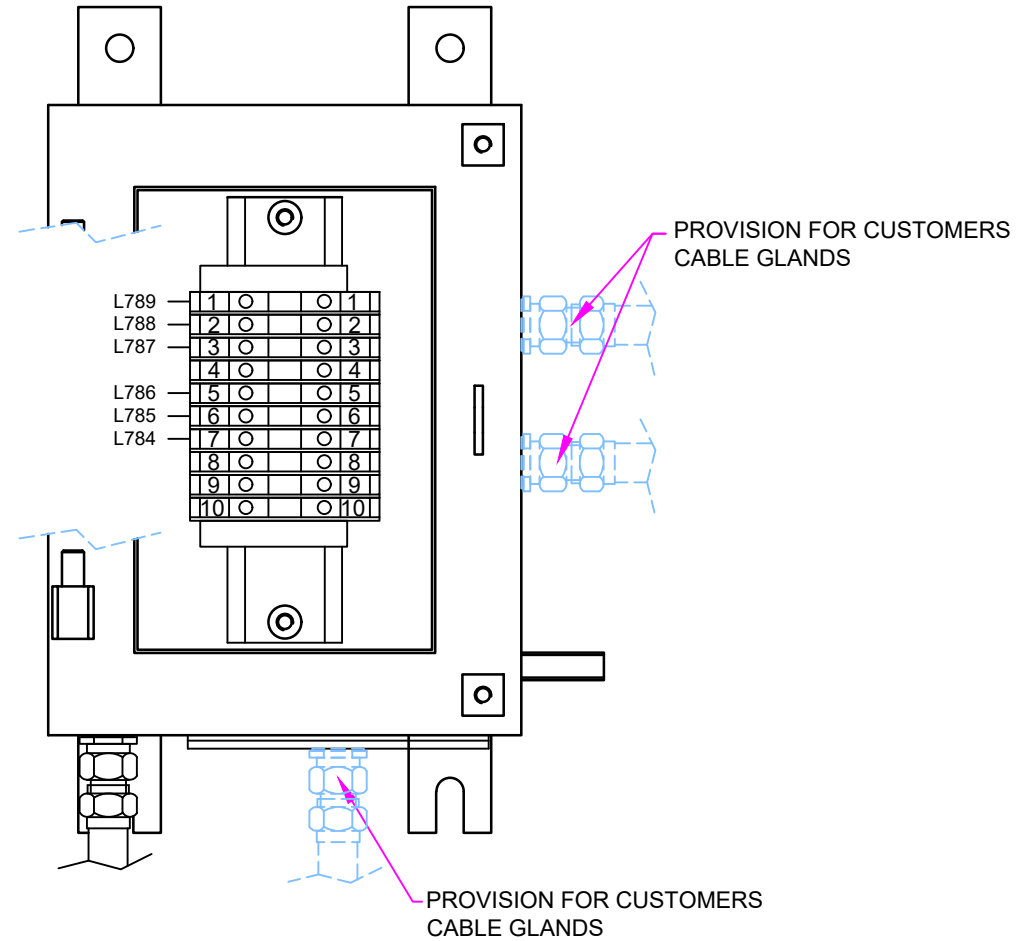 PROVISION FOR CUSTOMERS
CABLE GLANDS
L789 1 1
L788 2 2
L787 3 3
4 4
L786 5 5
L785 6 6
L784 7 7
8 8
9 9
10 10
PROVISION FOR CUSTOMERS
CABLE GLANDS